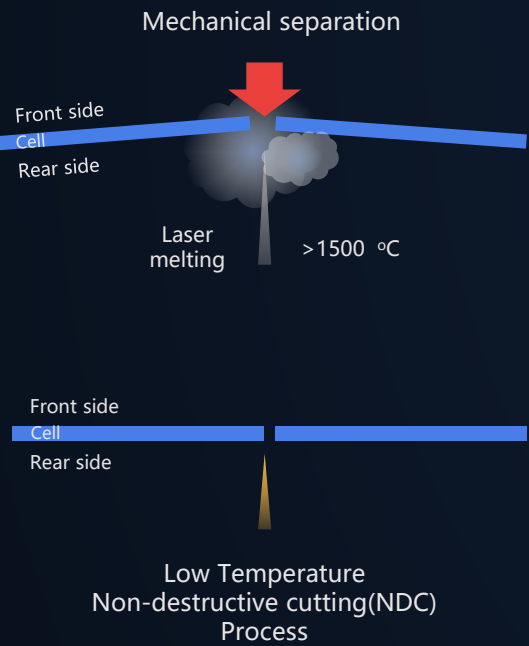 Mechanical separation
Front side
Cell
Rear side
Laser
melting
>1500 ºC
Front side
Cell
Rear side
Low Temperature
Non-destructive cutting(NDC)
Process